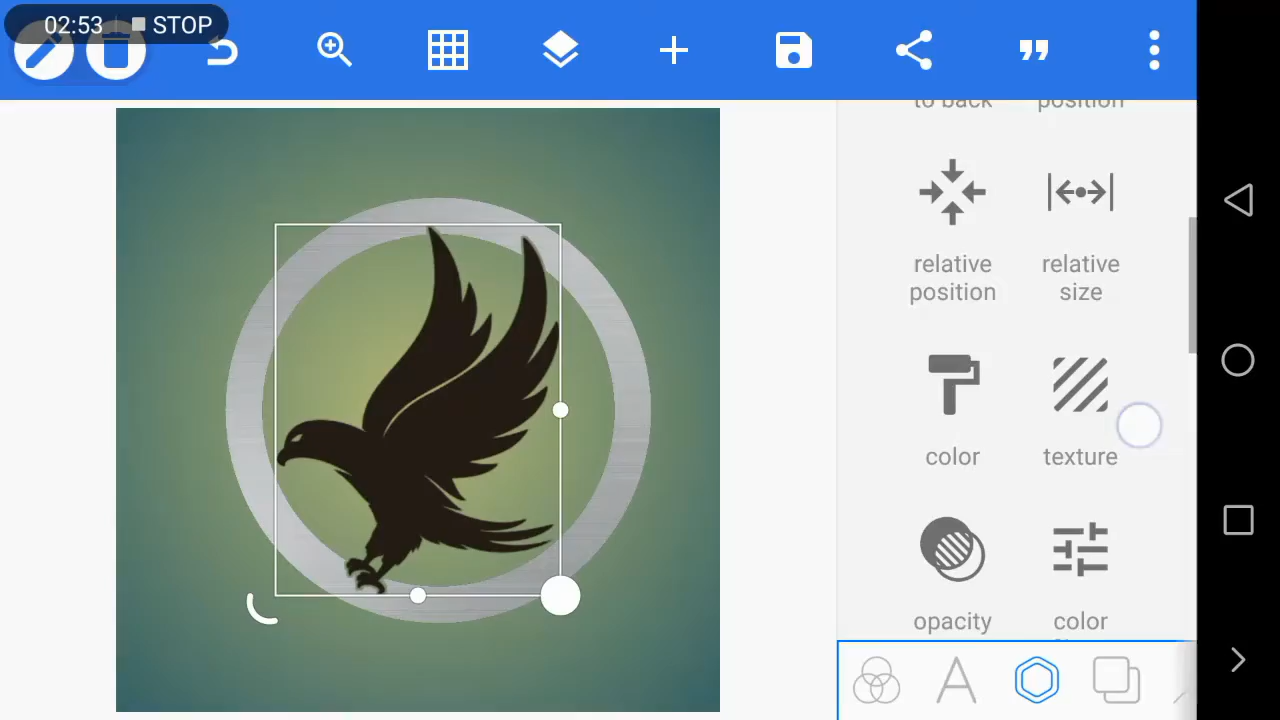 02:53 STOP
to back position
relative position
relative size
color texture
opacity color